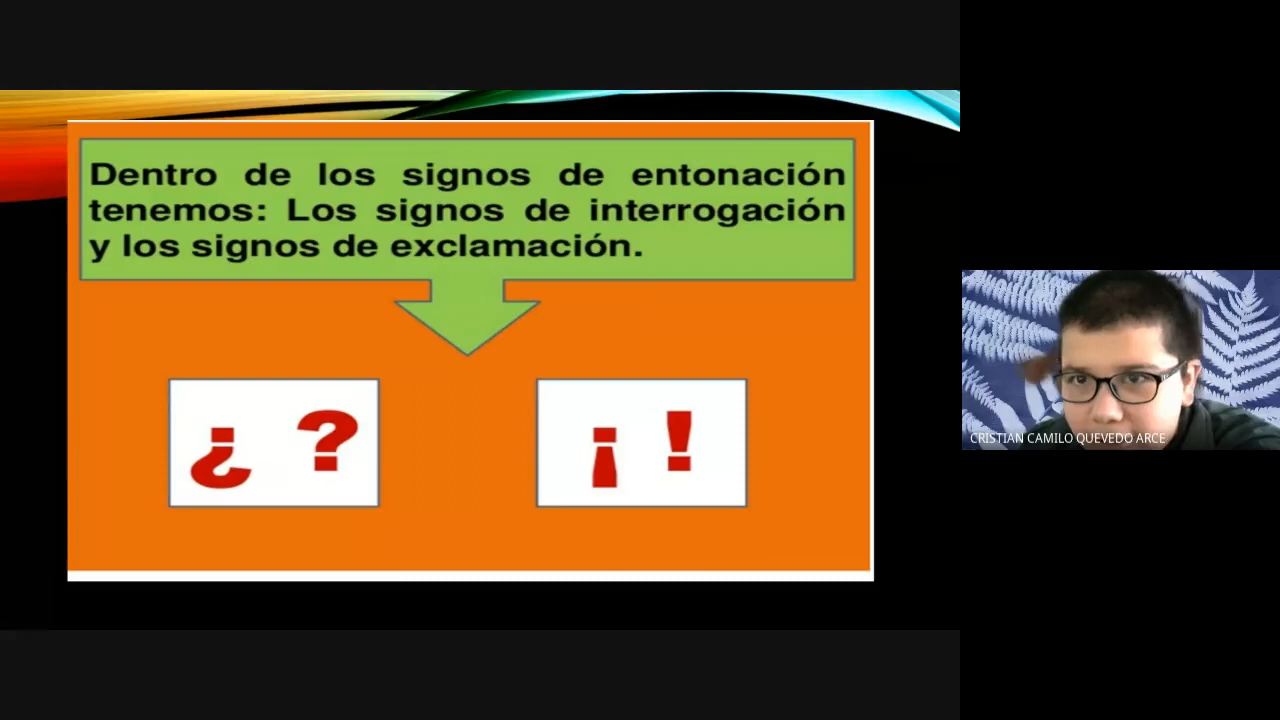 Dentro de los signos de entonación
tenemos: Los signos de interrogación
y los signos de exclamación.
¿ ?
¡ !
CRISTIAN CAMILO QUEVEDO ARCE